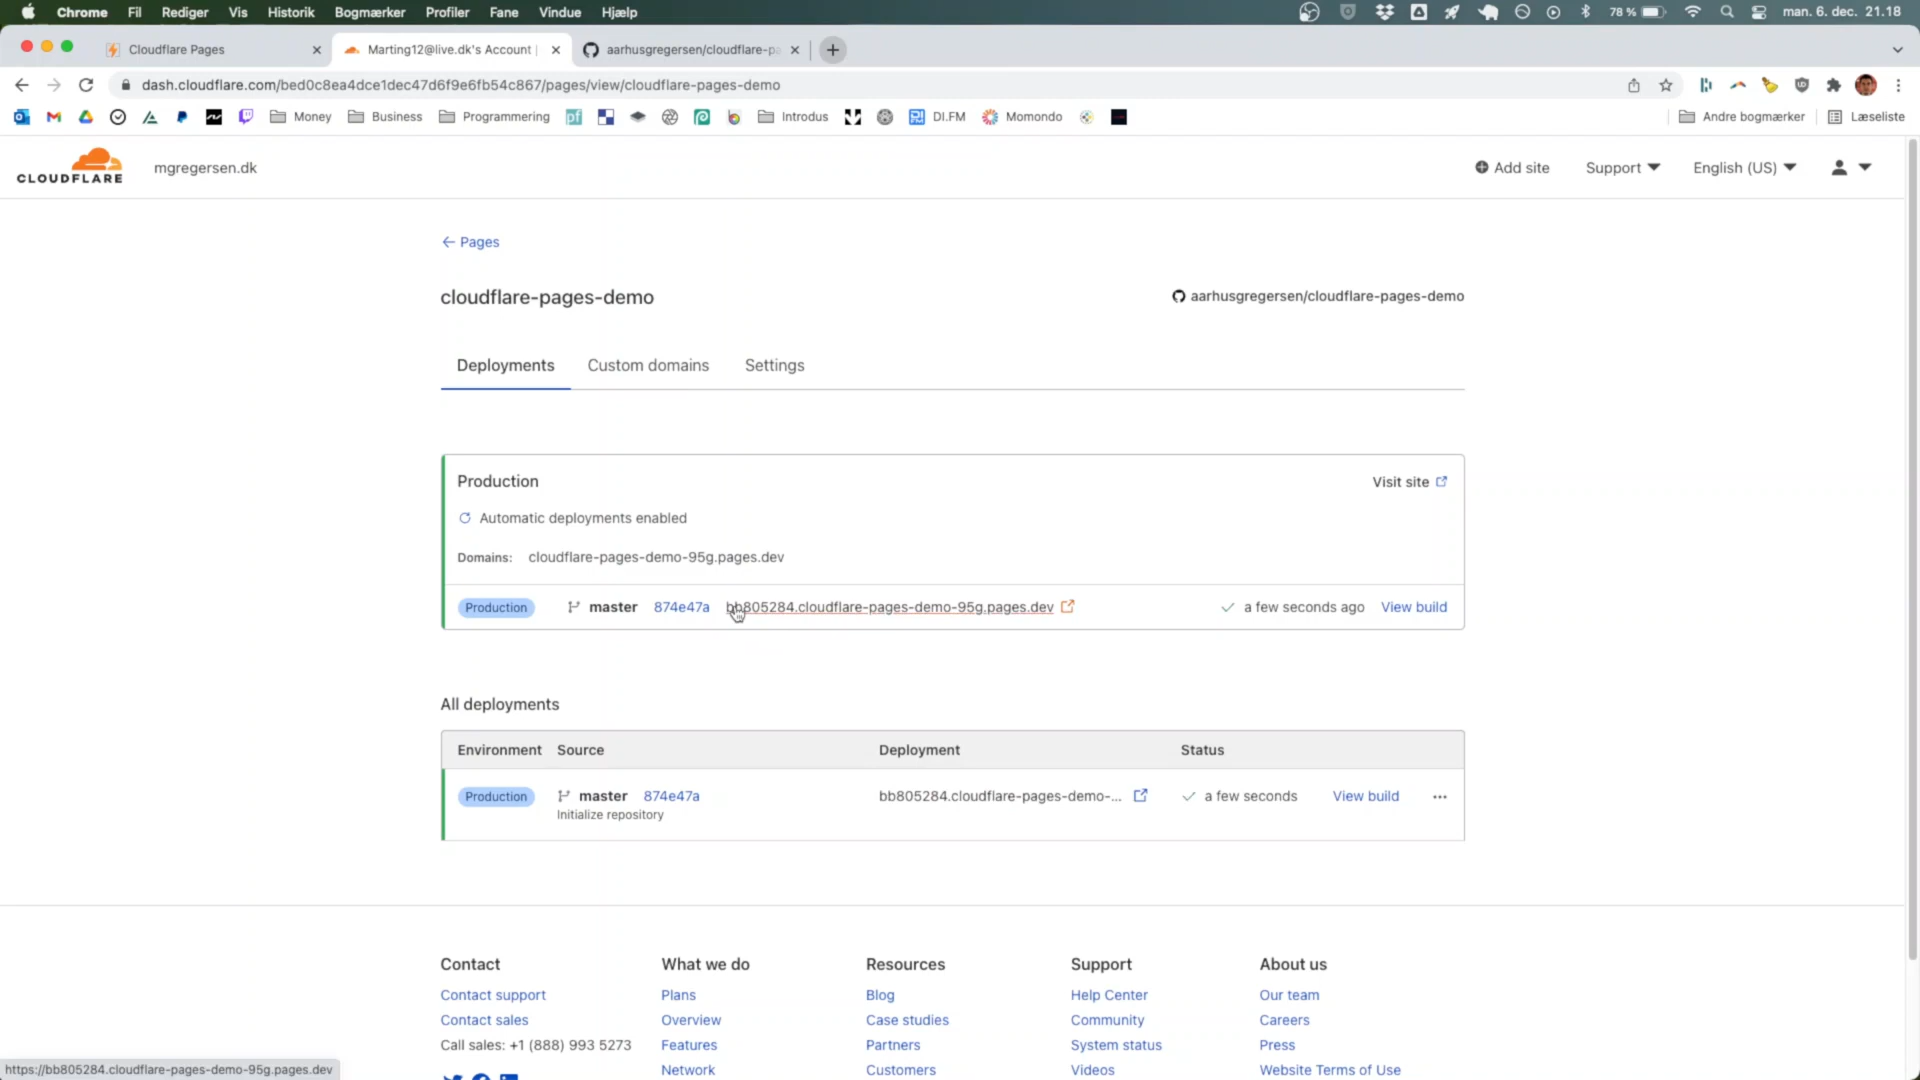 Chrome Fil Rediger Vis Historik Bogmærker Profiler Fane Vindue Hjælp 78 % man. 6. dec. 21.18
Cloudflare Pages Marting12@live.dk's Account | aarhusgregersen/cloudflare-pa
dash.cloudflare.com/bed0c8ea4dce1dec47d6f9e6fb54c867/pages/view/cloudflare-pages-demo
Money Business Programmering pf Introdus DI.FM Momondo Andre bogmærker Læseliste
CLOUDFLARE mgregersen.dk Add site Support English (US)
← Pages
cloudflare-pages-demo aarhusgregersen/cloudflare-pages-demo
Deployments Custom domains Settings
Production Visit site
Automatic deployments enabled
Domains: cloudflare-pages-demo-95g.pages.dev
Production master 874e47a bb805284.cloudflare-pages-demo-95g.pages.dev a few seconds ago View build
All deployments
Environment Source Deployment Status
Production master 874e47a bb805284.cloudflare-pages-demo-... a few seconds View build ...
Initialize repository
Contact What we do Resources Support About us
Contact support Plans Blog Help Center Our team
Contact sales Overview Case studies Community Careers
Call sales: +1 (888) 993 5273 Features Partners System status Press
Network Customers Videos Website Terms of Use
https://bb805284.cloudflare-pages-demo-95g.pages.dev